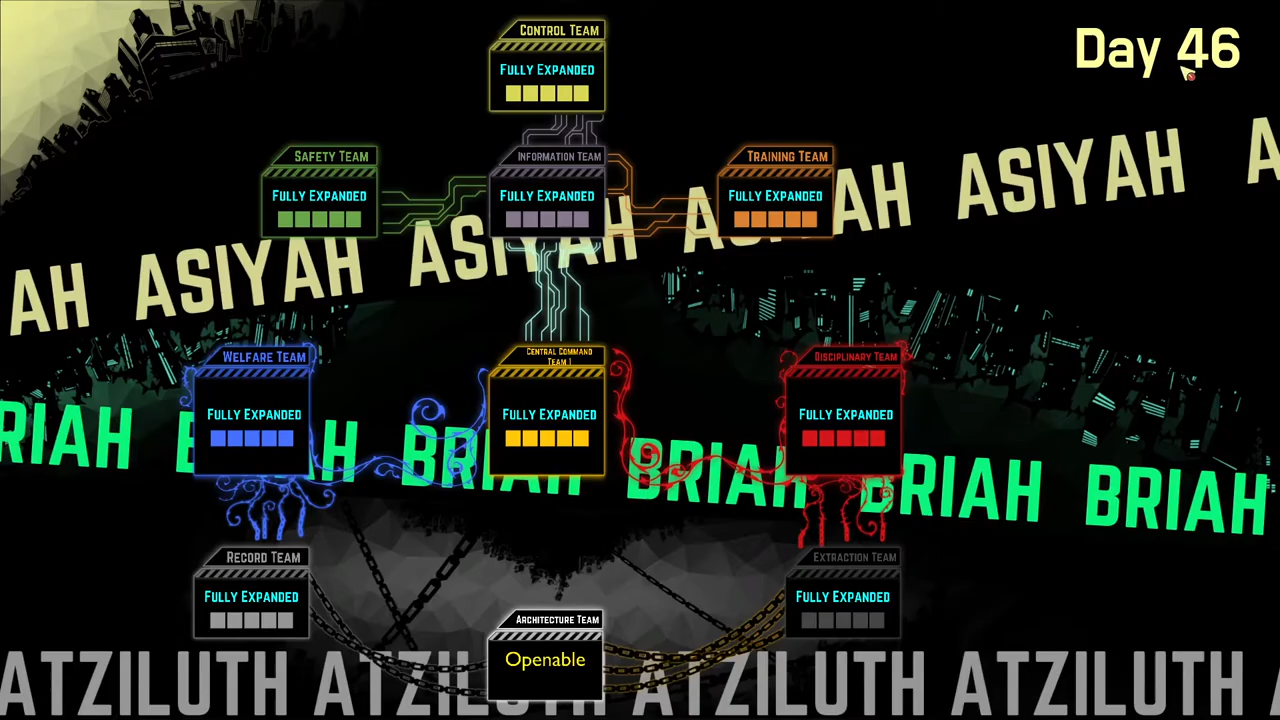 CONTROL TEAM
FULLY EXPANDED
Day 46
SAFETY TEAM
FULLY EXPANDED
INFORMATION TEAM
FULLY EXPANDED
TRAINING TEAM
FULLY EXPANDED
AH ASIYAH ASIYAH ASIYAH ASIYAH A
WELFARE TEAM
FULLY EXPANDED
CENTRAL COMMAND
TEAM 1
FULLY EXPANDED
DISCIPLINARY TEAM
FULLY EXPANDED
RIAH BRIAH BRIAH BRIAH BRIAH BRIAH
RECORD TEAM
FULLY EXPANDED
EXTRACTION TEAM
FULLY EXPANDED
ARCHITECTURE TEAM
Openable
ATZILUTH ATZILUTH ATZILUTH ATZILUTH A